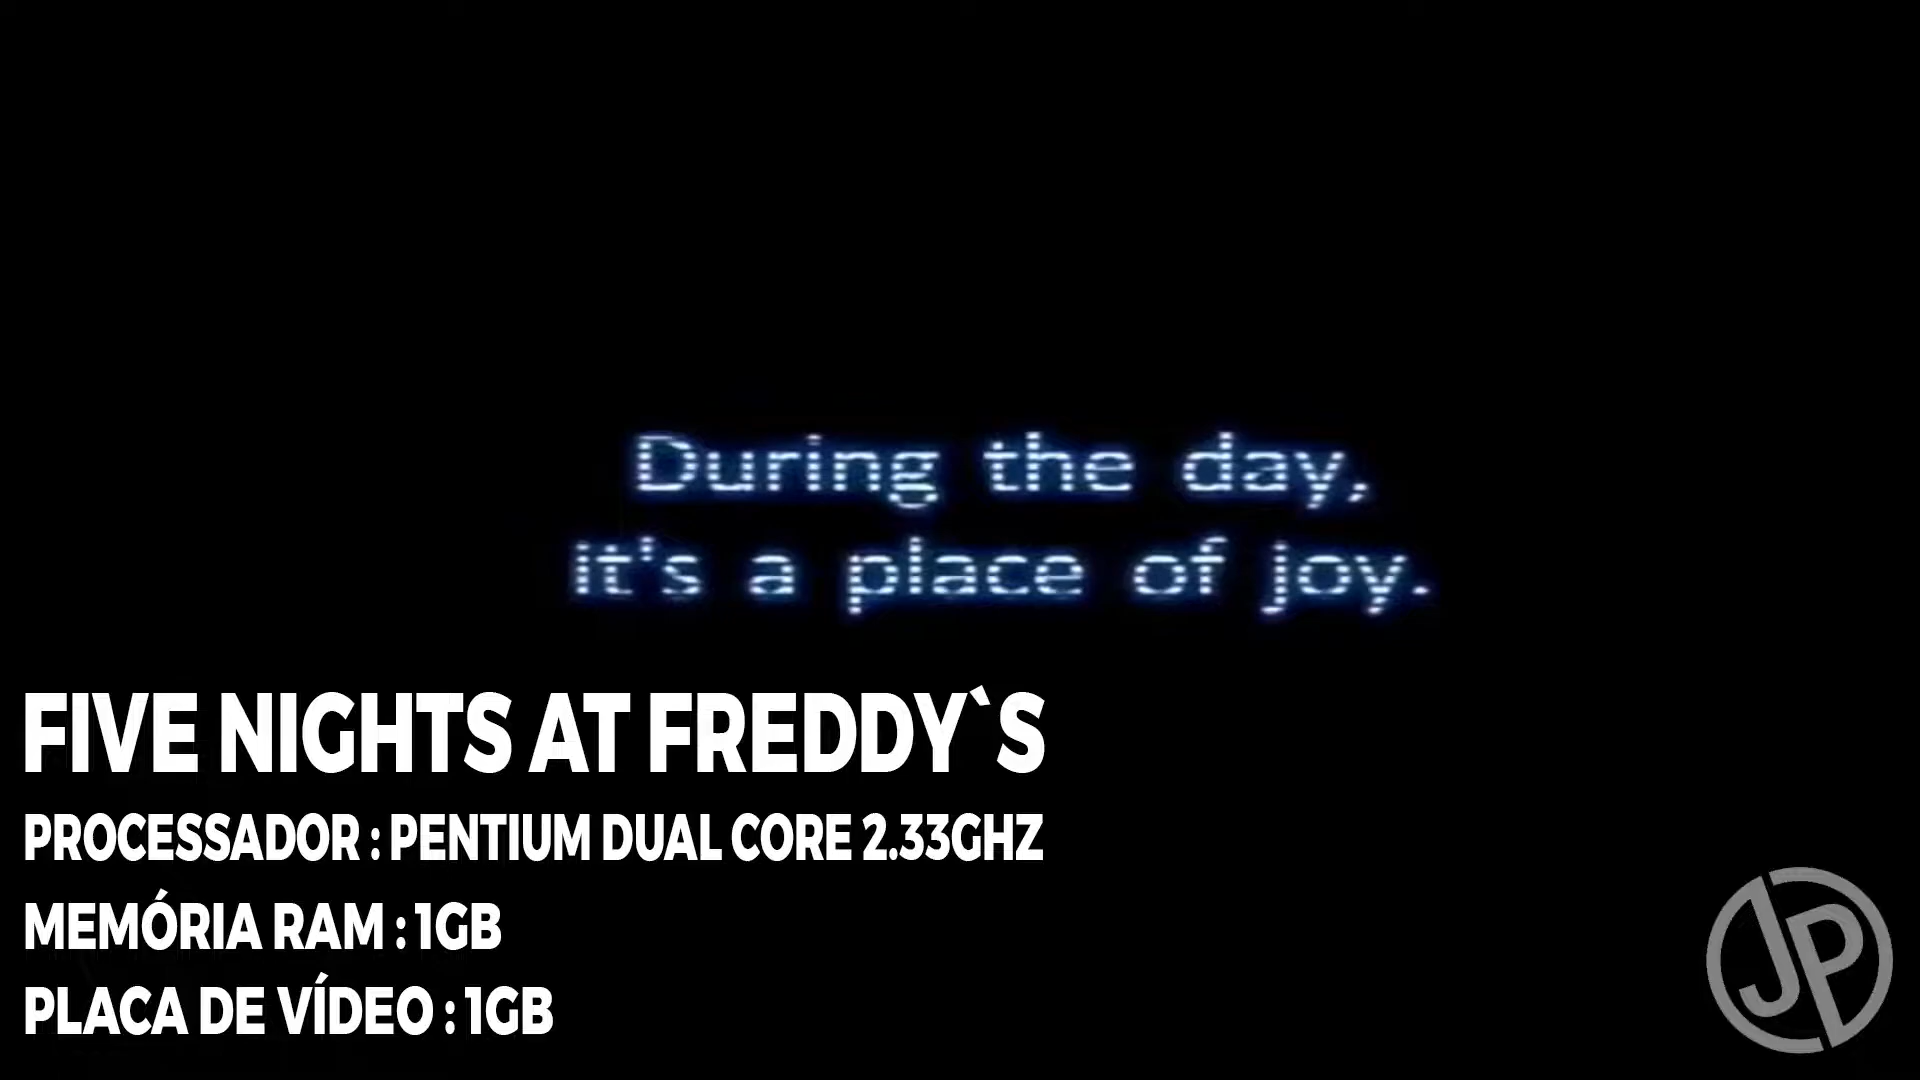 During the day,
it's a place of joy.
FIVE NIGHTS AT FREDDY`S
PROCESSADOR : PENTIUM DUAL CORE 2.33GHZ
MEMÓRIA RAM : 1GB
PLACA DE VÍDEO : 1GB
JP